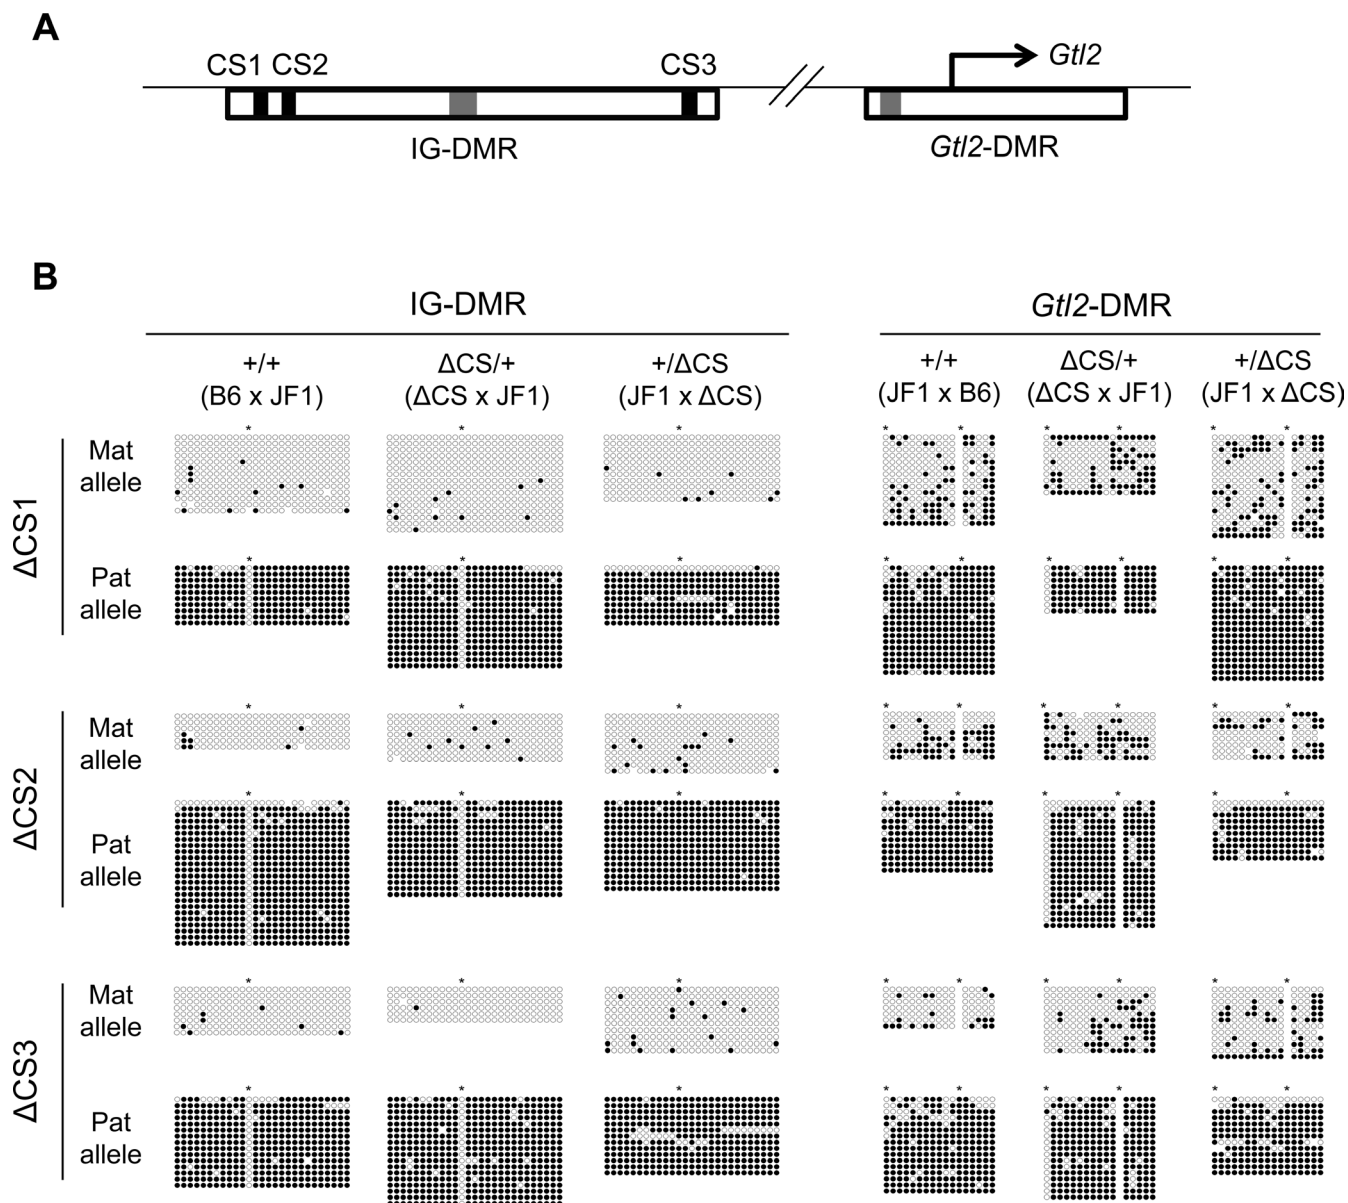 A
CS1 CS2 CS3 Gtl2
IG-DMR Gtl2-DMR
B
IG-DMR Gtl2-DMR
+/+ ΔCS/+ +/ΔCS +/+ ΔCS/+ +/ΔCS
(B6 x JF1) (ΔCS x JF1) (JF1 x ΔCS) (JF1 x B6) (ΔCS x JF1) (JF1 x ΔCS)
* * * * * * * * *
ΔCS1
Mat
allele
* * * * * * * * *
Pat
allele
* * * * * * * * *
ΔCS2
Mat
allele
* * * * * * * * *
Pat
allele
* * * * * * * * *
ΔCS3
Mat
allele
* * * * * * * * *
Pat
allele